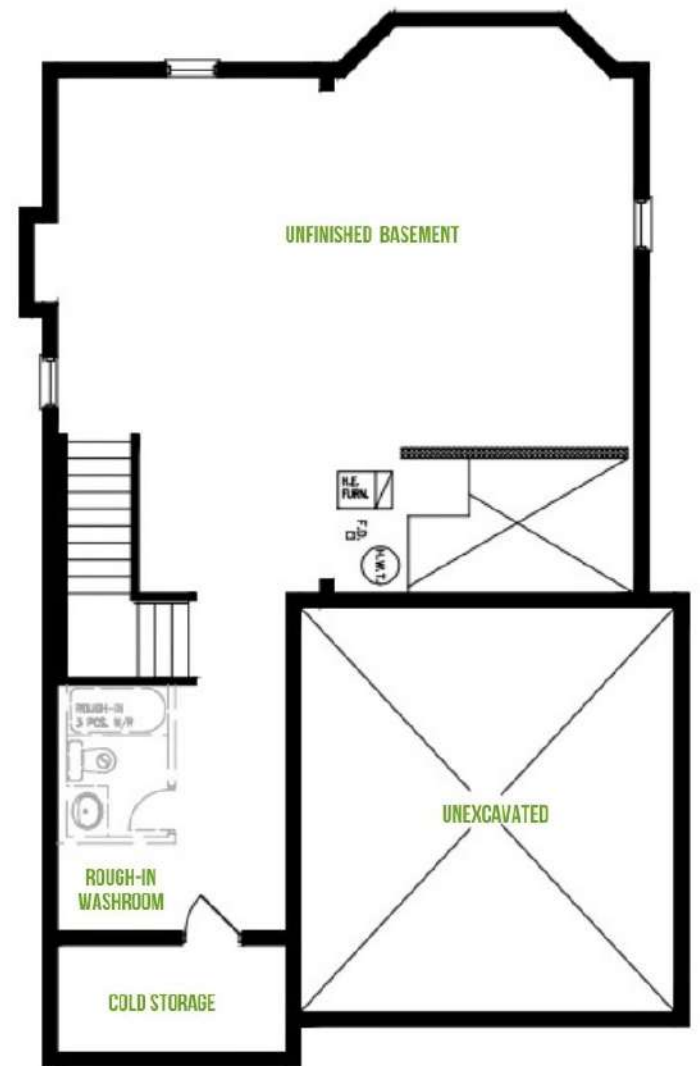 UNFINISHED BASEMENT
H.E.
FURN.
F.D.
H.W.T.
ROUGH-IN
3 PCS. W/R
UNEXCAVATED
ROUGH-IN
WASHROOM
COLD STORAGE